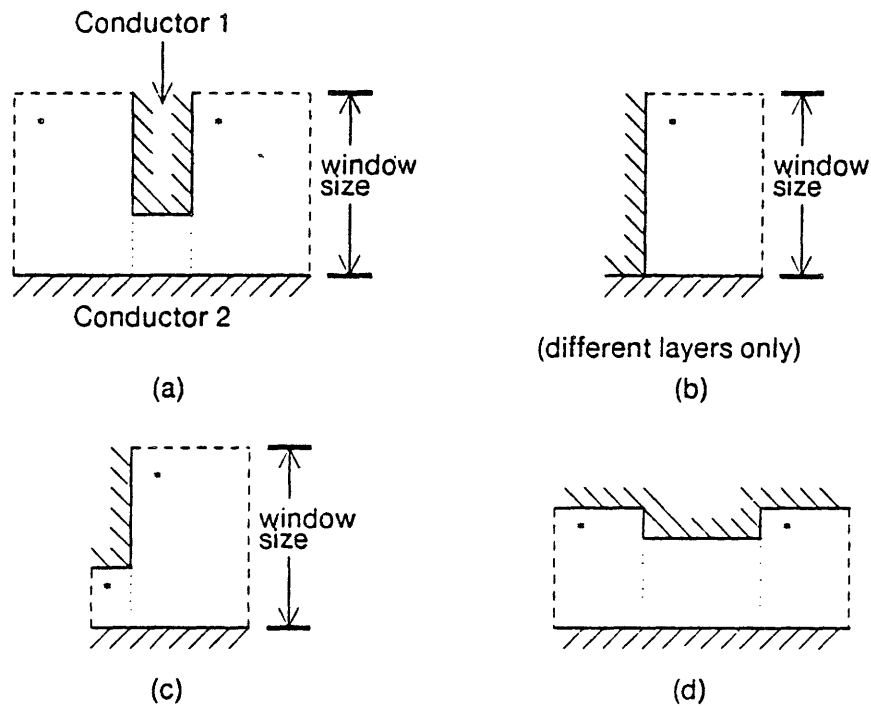 Conductor 1
window
size
window
size
Conductor 2
(different layers only)
(a)
(b)
window
size
(c)
(d)